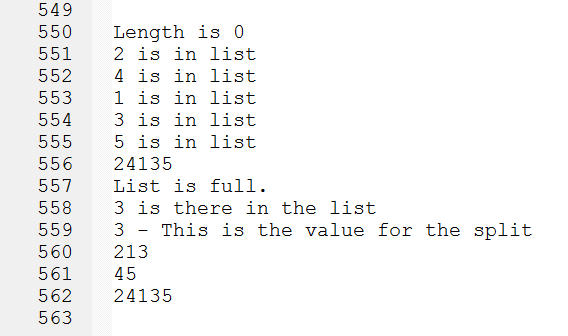 549
550 Length is 0
551 2 is in list
552 4 is in list
553 1 is in list
554 3 is in list
555 5 is in list
556 24135
557 List is full.
558 3 is there in the list
559 3 - This is the value for the split
560 213
561 45
562 24135
563